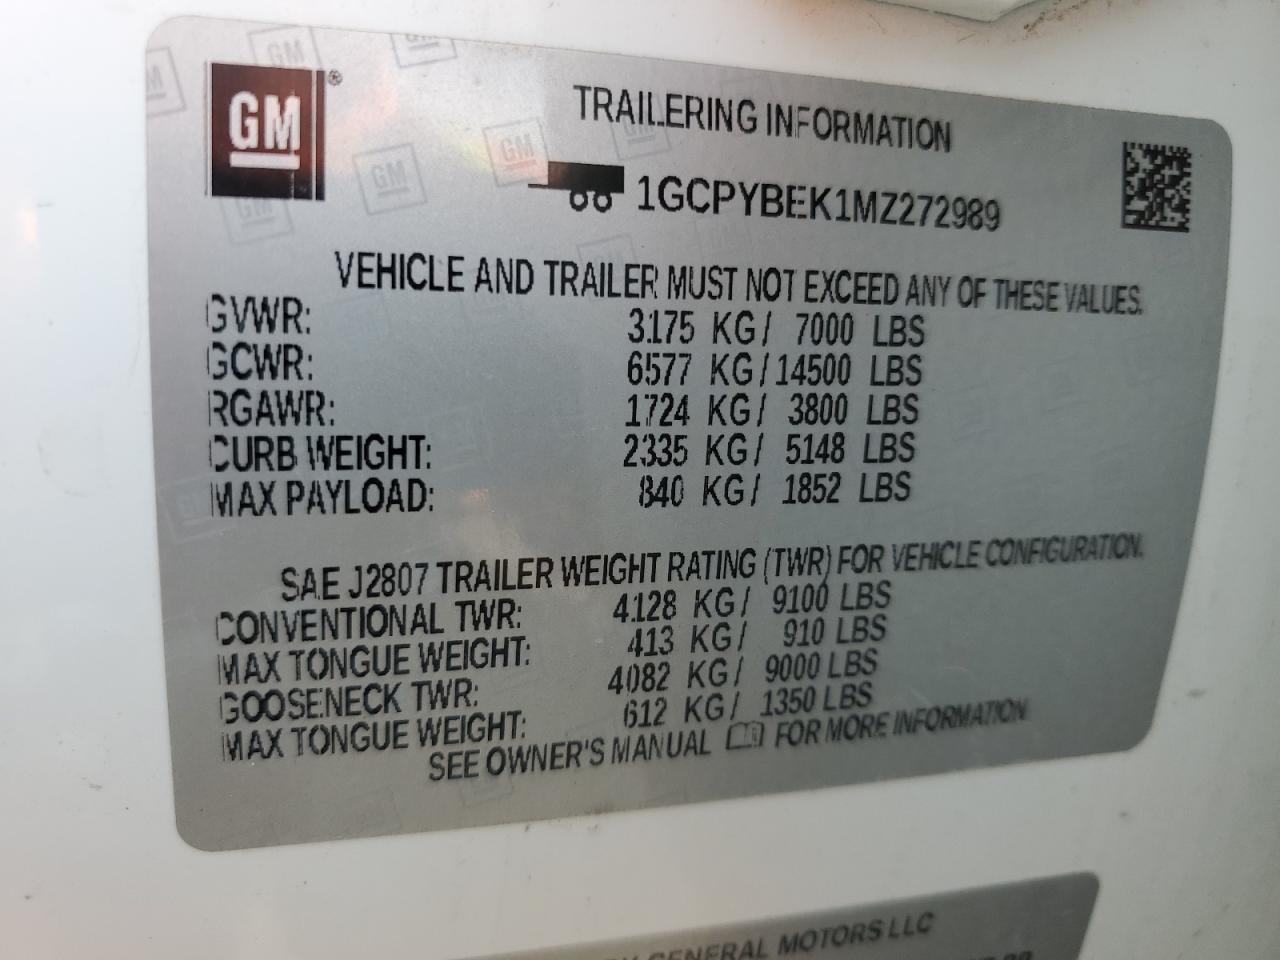 GM®
TRAILERING INFORMATION
1GCPYBEK1MZ272989
VEHICLE AND TRAILER MUST NOT EXCEED ANY OF THESE VALUES.
GVWR: 3175 KG/ 7000 LBS
GCWR: 6577 KG/14500 LBS
RGAWR: 1724 KG/ 3800 LBS
CURB WEIGHT: 2335 KG/ 5148 LBS
MAX PAYLOAD: 840 KG/ 1852 LBS
SAE J2807 TRAILER WEIGHT RATING (TWR) FOR VEHICLE CONFIGURATION.
CONVENTIONAL TWR: 4128 KG/ 9100 LBS
MAX TONGUE WEIGHT: 413 KG/ 910 LBS
GOOSENECK TWR: 4082 KG/ 9000 LBS
MAX TONGUE WEIGHT: 612 KG/ 1350 LBS
SEE OWNER'S MANUAL FOR MORE INFORMATION
GENERAL MOTORS LLC